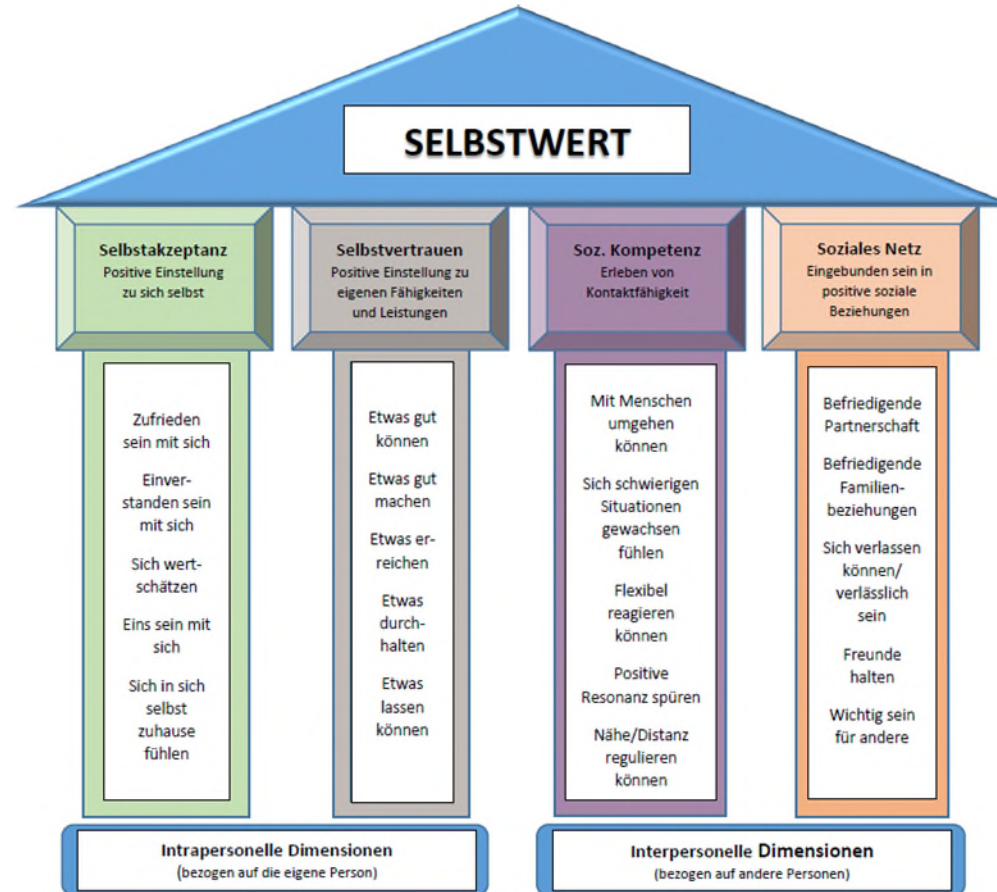 SELBSTWERT
Selbstakzeptanz
Positive Einstellung
zu sich selbst
Selbstvertrauen
Positive Einstellung zu
eigenen Fähigkeiten
und Leistungen
Soz. Kompetenz
Erleben von
Kontaktfähigkeit
Soziales Netz
Eingebunden sein in
positive soziale
Beziehungen
Zufrieden
sein mit sich
Einver-
standen sein
mit sich
Sich wert-
schätzen
Eins sein mit
sich
Sich in sich
selbst
zuhause
fühlen
Etwas gut
können
Etwas gut
machen
Etwas er-
reichen
Etwas
durch-
halten
Etwas
lassen
können
Mit Menschen
umgehen
können
Sich schwierigen
Situationen
gewachsen
fühlen
Flexibel
reagieren
können
Positive
Resonanz spüren
Nähe/Distanz
regulieren
können
Befriedigende
Partnerschaft
Befriedigende
Familien-
beziehungen
Sich verlassen
können/
verlässlich
sein
Freunde
halten
Wichtig sein
für andere
Intrapersonelle Dimensionen
(bezogen auf die eigene Person)
Interpersonelle Dimensionen
(bezogen auf andere Personen)